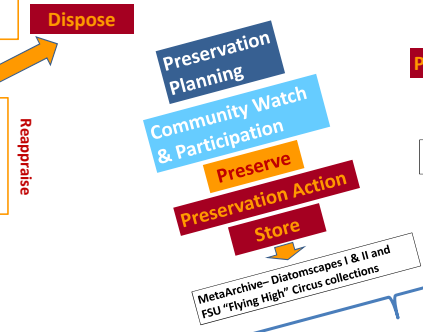 Dispose
Preservation
Planning
Community Watch
& Participation
Preserve
Preservation Action
Store
Reappraise
MetaArchive– Diatomscapes I & II and
FSU “Flying High” Circus collections